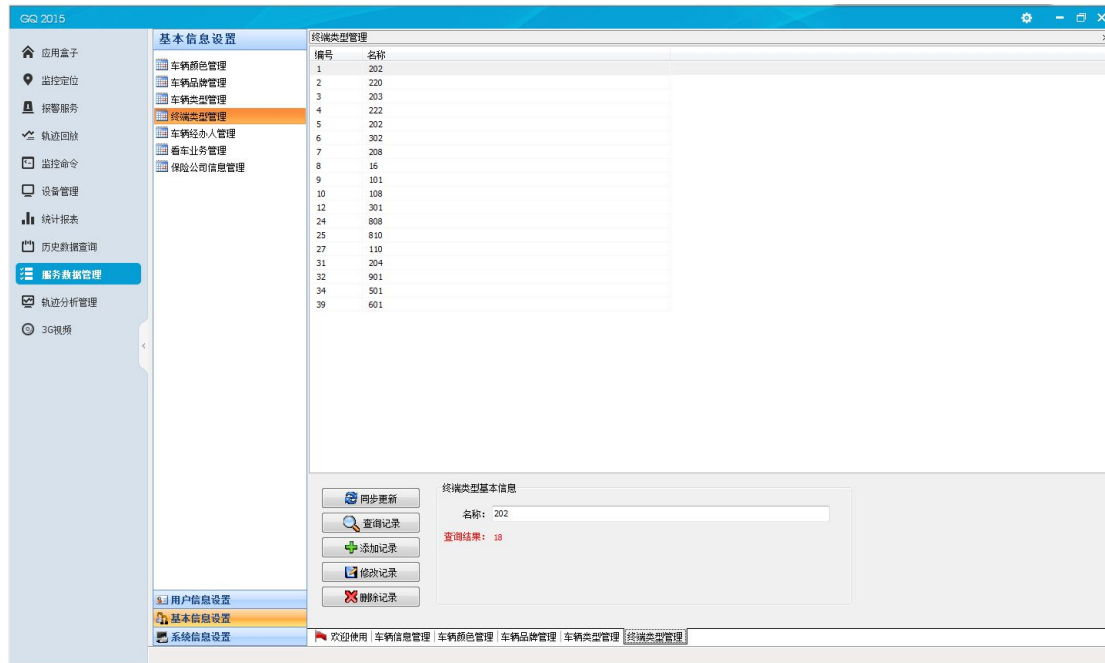 GQ 2015
应用盒子
监控定位
报警服务
轨迹回放
监控命令
设备管理
统计报表
历史数据查询
服务数据管理
轨迹分析管理
3G视频
基本信息设置
车辆颜色管理
车辆品牌管理
车辆类型管理
终端类型管理
车辆经办人管理
看车业务管理
保险公司信息管理
用户信息设置
基本信息设置
系统信息设置
终端类型管理
编号 名称
1 202
2 220
3 203
4 222
5 202
6 302
7 208
8 16
9 101
10 108
12 301
24 808
25 810
27 110
31 204
32 901
34 501
39 601
同步更新
查询记录
添加记录
修改记录
删除记录
终端类型基本信息
名称: 202
查询结果: 18
欢迎使用 车辆信息管理 车辆颜色管理 车辆品牌管理 车辆类型管理 终端类型管理